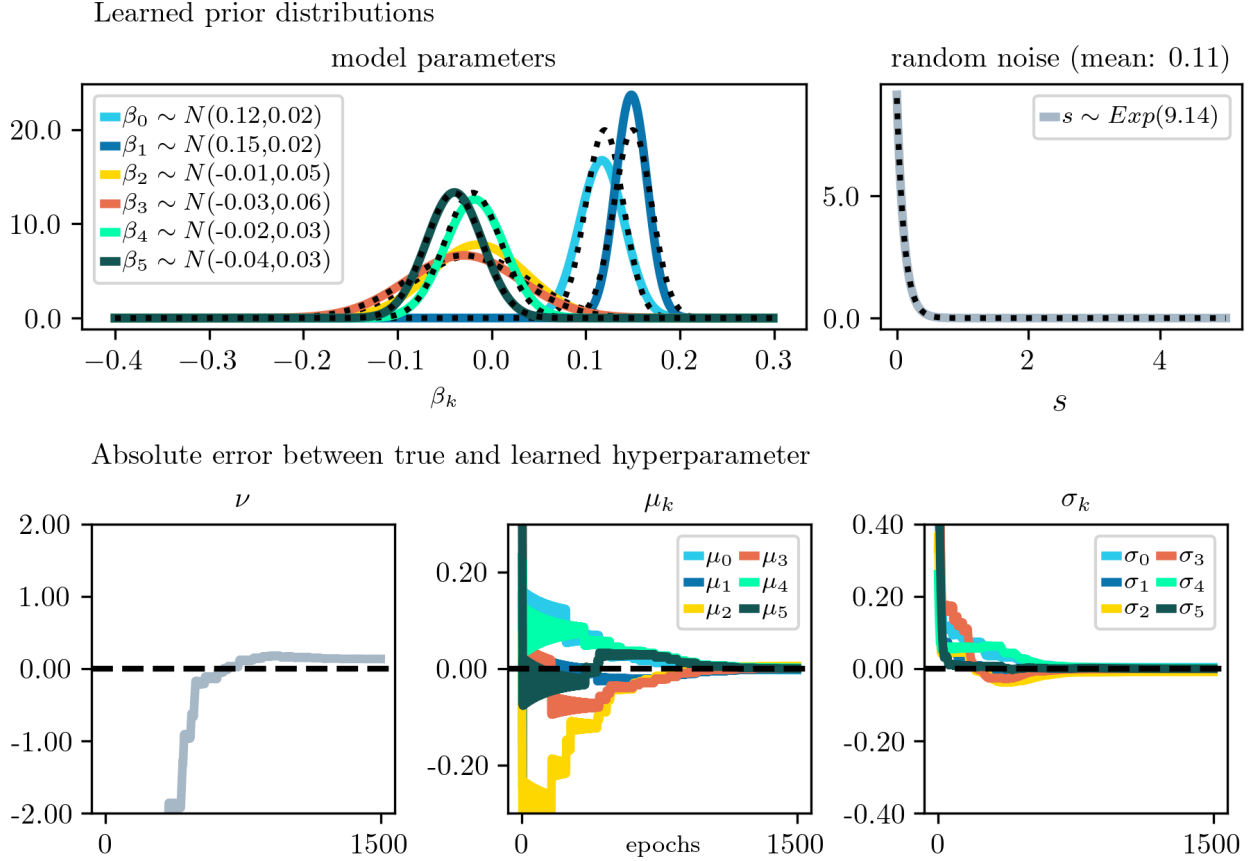 Learned prior distributions
model parameters
random noise (mean: 0.11)
20.0
10.0
0.0
β₀ ∼ N(0.12,0.02)
β₁ ∼ N(0.15,0.02)
β₂ ∼ N(-0.01,0.05)
β₃ ∼ N(-0.03,0.06)
β₄ ∼ N(-0.02,0.03)
β₅ ∼ N(-0.04,0.03)
−0.4 −0.3 −0.2 −0.1 0.0 0.1 0.2 0.3
βₖ
s ∼ Exp(9.14)
5.0
0.0
0 2 4
s
Absolute error between true and learned hyperparameter
ν
2.00
1.00
0.00
-1.00
-2.00
0 1500
μₖ
0.20
0.00
-0.20
μ₀ μ₃
μ₁ μ₄
μ₂ μ₅
0 1500
epochs
σₖ
0.40
0.20
0.00
-0.20
-0.40
σ₀ σ₃
σ₁ σ₄
σ₂ σ₅
0 1500